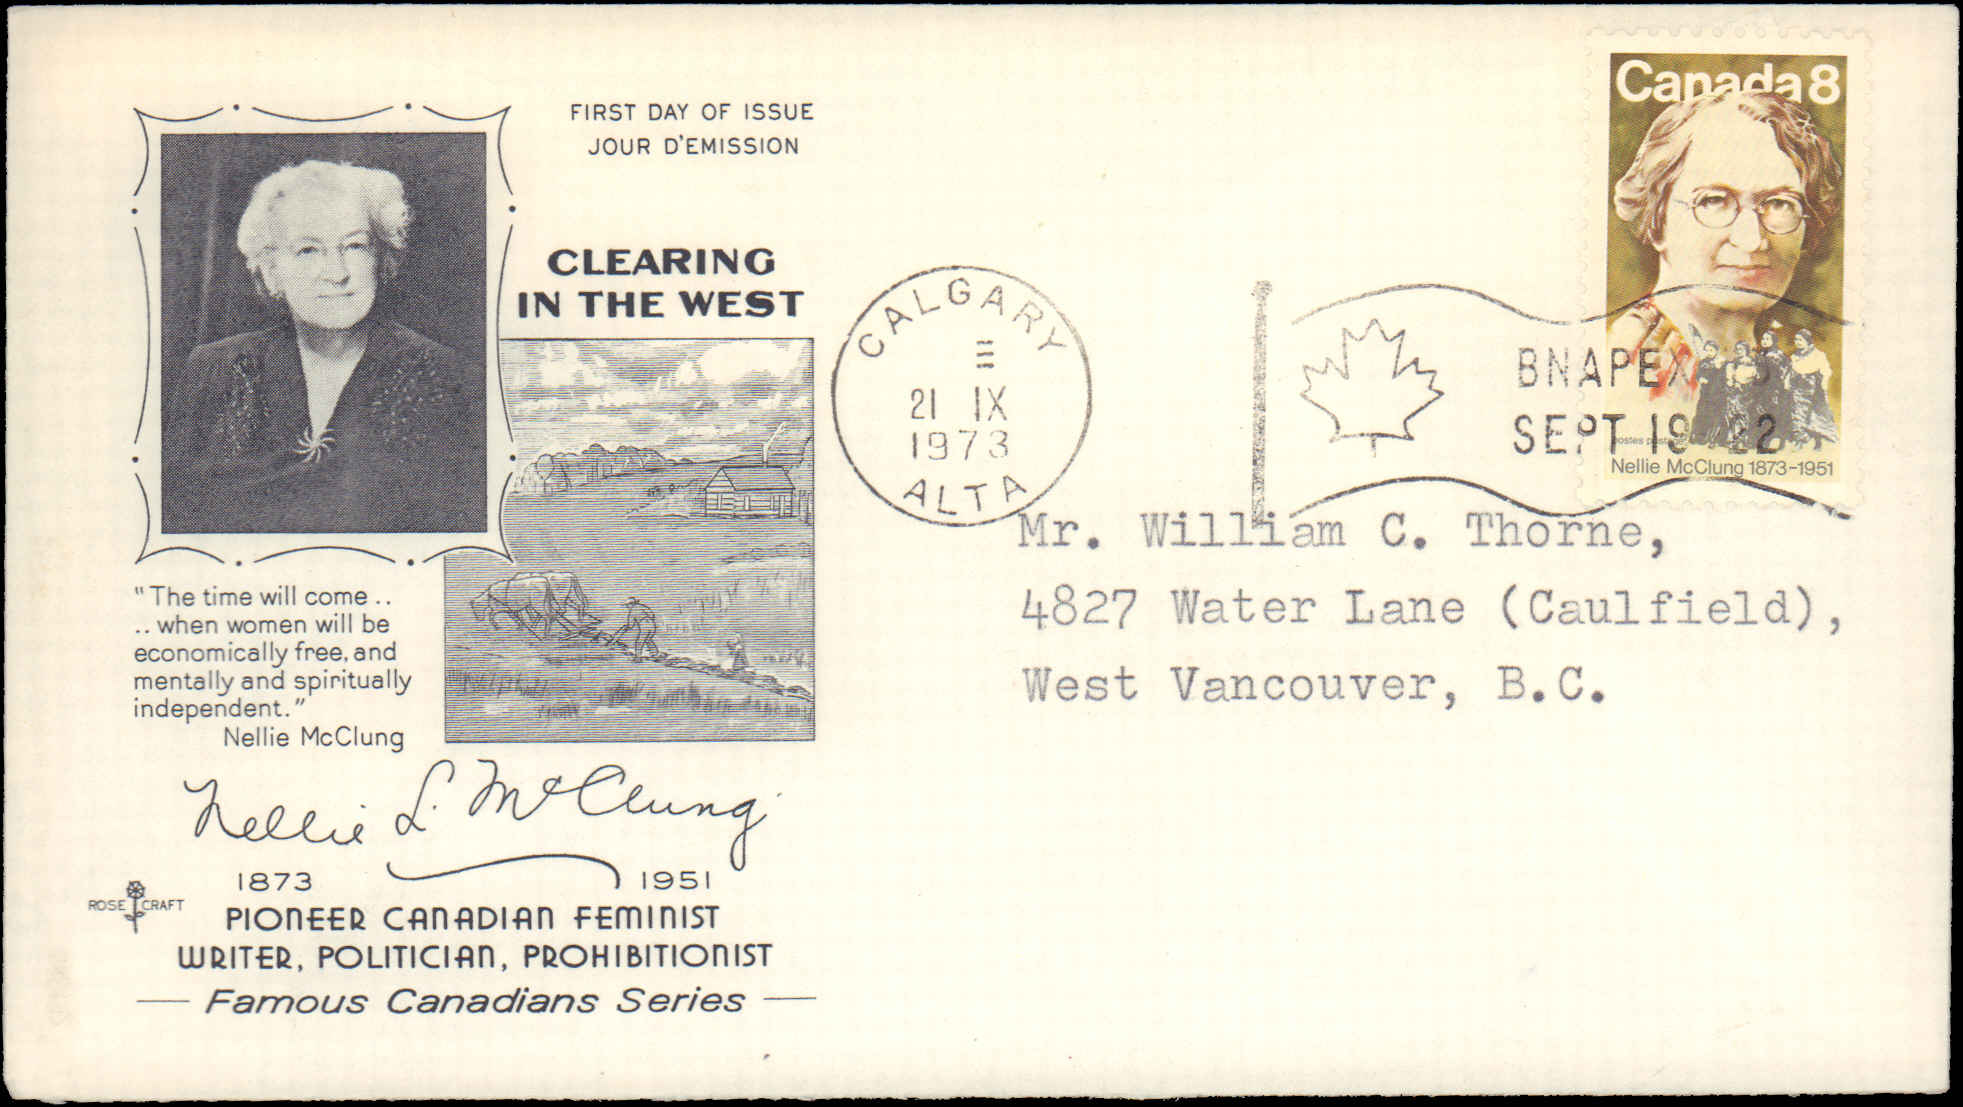 FIRST DAY OF ISSUE
JOUR D'EMISSION
CLEARING
IN THE WEST
"The time will come ..
.. when women will be
economically free, and
mentally and spiritually
independent."
Nellie McClung
Nellie L. McClung
1873 1951
ROSE CRAFT
PIONEER CANADIAN FEMINIST
WRITER, POLITICIAN, PROHIBITIONIST
— Famous Canadians Series —
CALGARY
21 IX
1973
ALTA
BNAPEX
SEPT 19 22
Canada 8
postes
Nellie McClung 1873-1951
Mr. William C. Thorne,
4827 Water Lane (Caulfield),
West Vancouver, B.C.